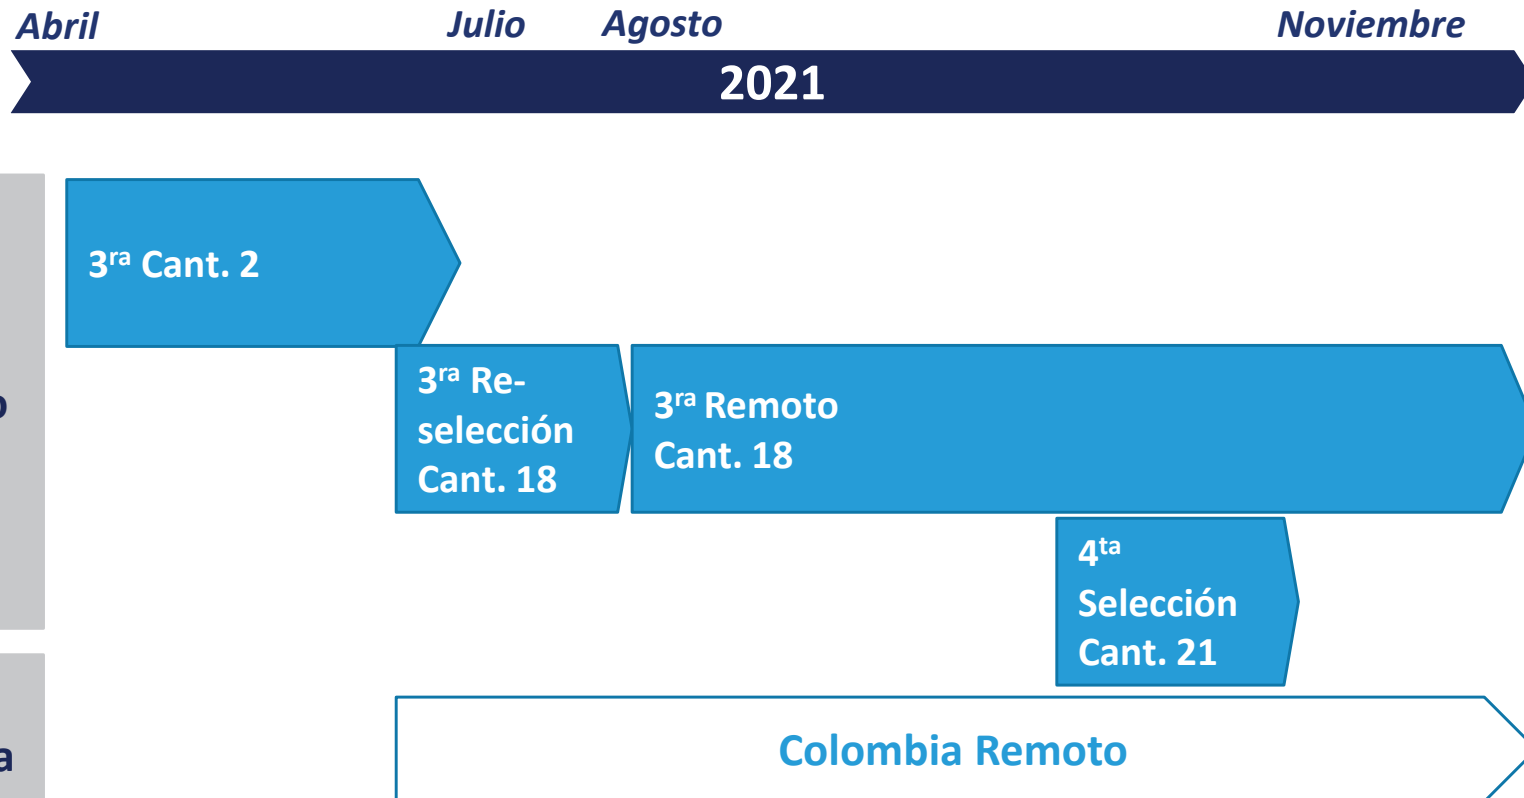 Abril Julio Agosto Noviembre
2021
3ra Cant. 2
3ra Re-
selección
Cant. 18
3ra Remoto
Cant. 18
4ta
Selección
Cant. 21
Colombia Remoto